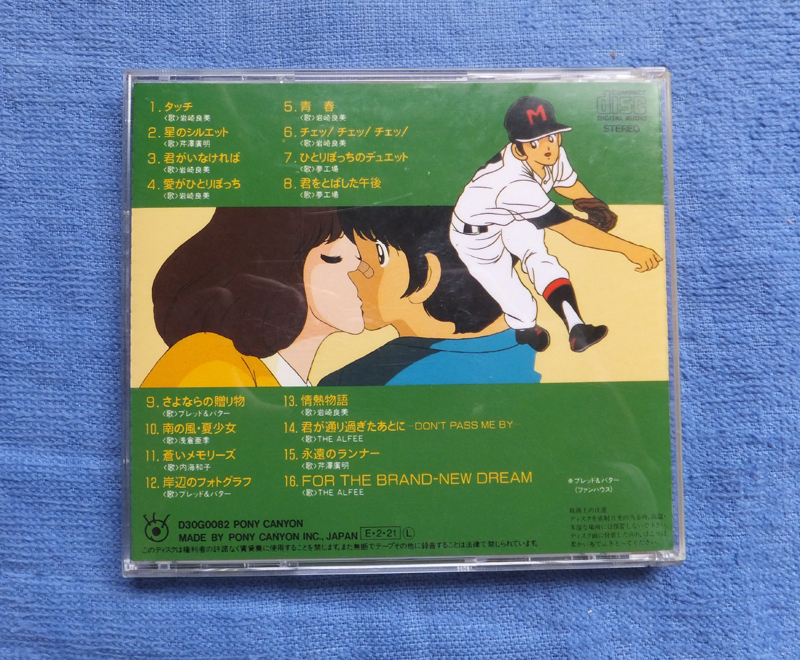 1. タッチ
〈歌〉岩崎良美
2. 星のシルエット
〈歌〉芹澤廣明
3. 君がいなければ
〈歌〉岩崎良美
4. 愛がひとりぼっち
〈歌〉岩崎良美
5. 青 春
〈歌〉岩崎良美
6. チェッ!チェッ!チェッ!
〈歌〉岩崎良美
7. ひとりぼっちのデュエット
〈歌〉夢工場
8. 君をとばした午後
〈歌〉夢工場
COMPACT
disc
DIGITAL AUDIO
STEREO
M
9. さよならの贈り物
〈歌〉ブレッド&バター
10. 南の風・夏少女
〈歌〉浅倉亜季
11. 蒼いメモリーズ
〈歌〉内海和子
12. 岸辺のフォトグラフ
〈歌〉ブレッド&バター
13. 情熱物語
〈歌〉岩崎良美
14. 君が通り過ぎたあとに -DON'T PASS ME BY-
〈歌〉THE ALFEE
15. 永遠のランナー
〈歌〉芹澤廣明
16. FOR THE BRAND-NEW DREAM
〈歌〉THE ALFEE
※ブレッド&バター
(ファンハウス)
D30G0082 PONY CANYON
MADE BY PONY CANYON INC., JAPAN E・2・21 L
このディスクは権利者の許諾なく賃貸業に使用することを禁じます。また無断でテープその他に録音することは法律で禁じられています。